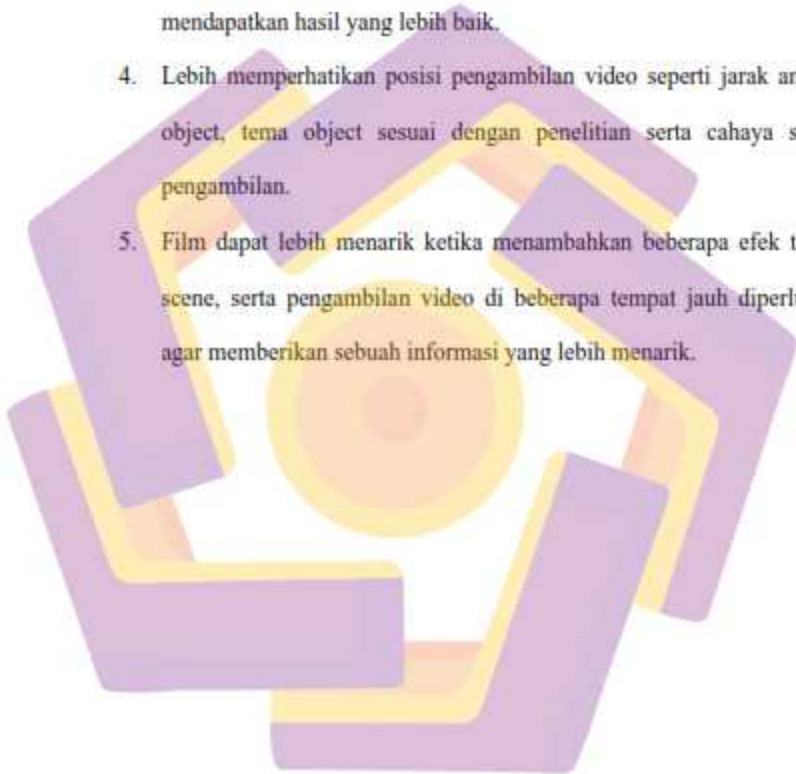 mendapatkan hasil yang lebih baik.
4. Lebih memperhatikan posisi pengambilan video seperti jarak
object, tema object sesuai dengan penelitian serta cahaya
pengambilan.
5. Film dapat lebih menarik ketika menambahkan beberapa efek
scene, serta pengambilan video di beberapa tempat jauh
agar memberikan sebuah informasi yang lebih menarik.